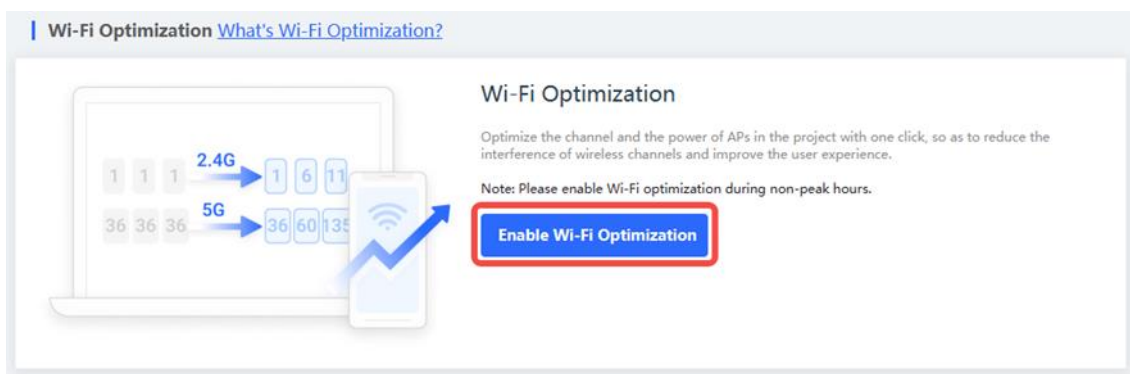 Wi-Fi Optimization What's Wi-Fi Optimization?
Wi-Fi Optimization
Optimize the channel and the power of APs in the project with one click, so as to reduce the
interference of wireless channels and improve the user experience.
Note: Please enable Wi-Fi optimization during non-peak hours.
Enable Wi-Fi Optimization
1 1 1 2.4G 1 6 11
36 36 36 5G 36 60 135